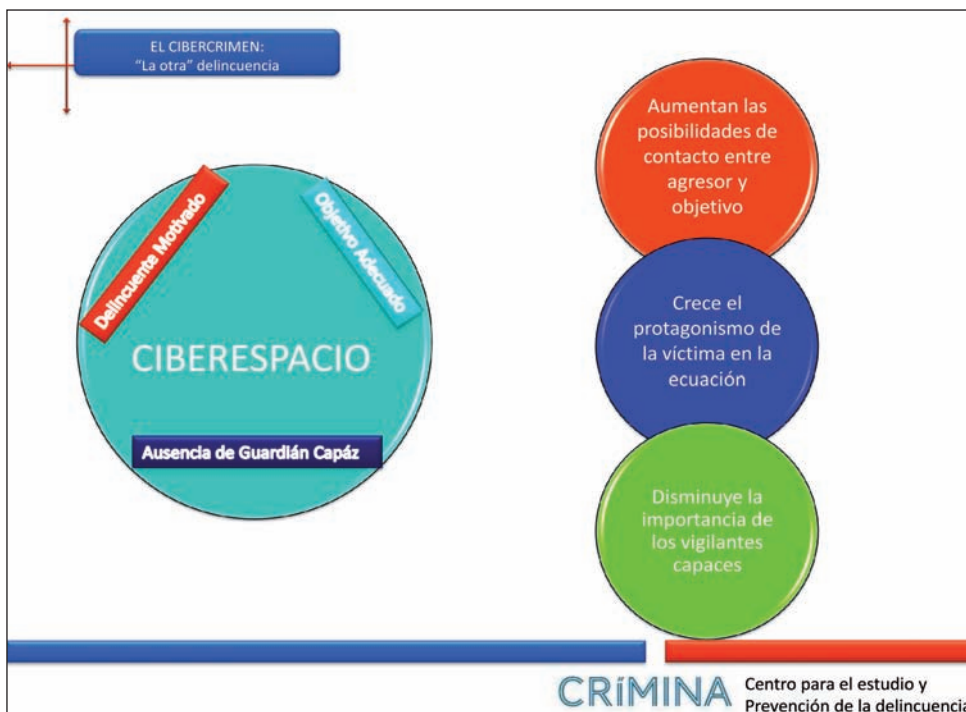 EL CIBERCRIMEN:
"La otra" delincuencia
Delincuente Motivado
Objetivo Adecuado
CIBERESPACIO
Ausencia de Guardián Capáz
Aumentan las
posibilidades de
contacto entre
agresor y
objetivo
Crece el
protagonismo de
la víctima en la
ecuación
Disminuye la
importancia de
los vigilantes
capaces
CRíMINA
Centro para el estudio y
Prevención de la delincuencia